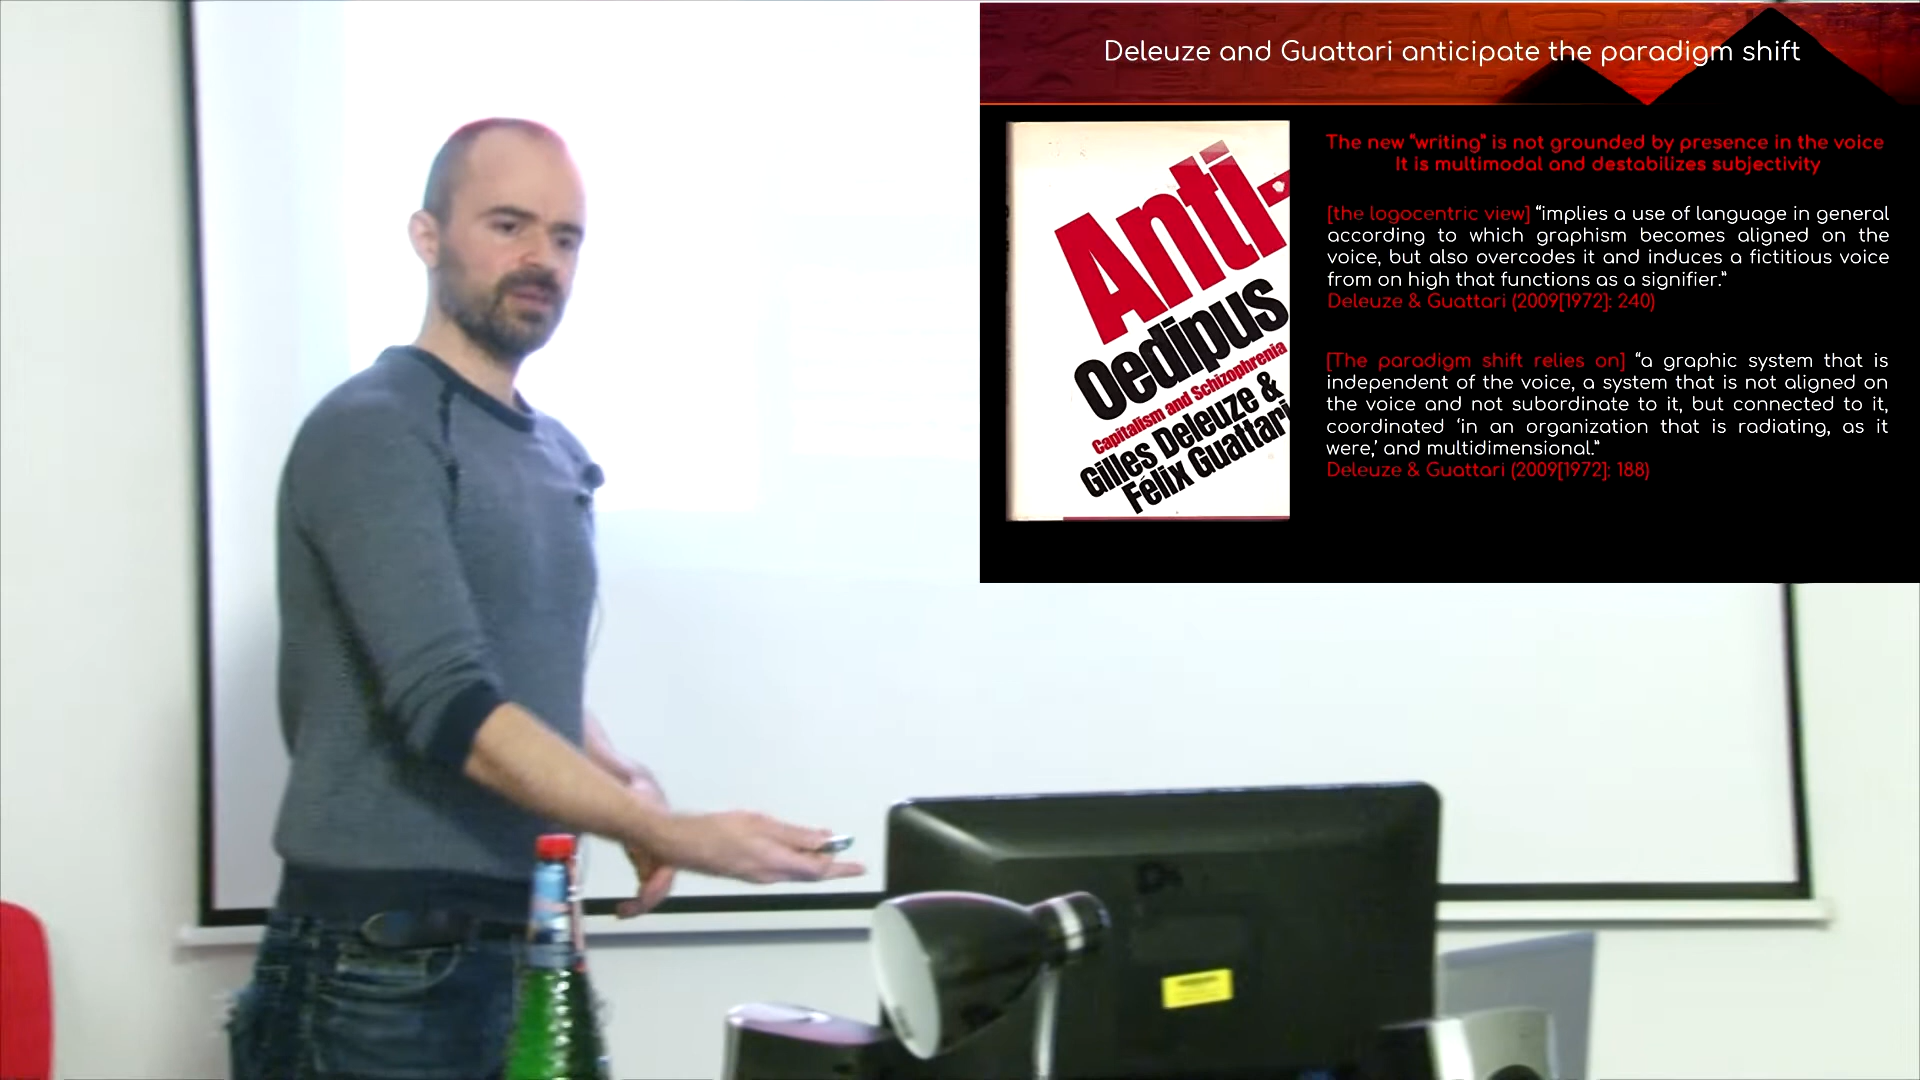 Deleuze and Guattari anticipate the paradigm shift
Anti-
Oedipus
Capitalism and Schizophrenia
Gilles Deleuze &
Félix Guattari
The new "writing" is not grounded by presence in the voice
It is multimodal and destabilizes subjectivity
[the logocentric view] “implies a use of language in general
according to which graphism becomes aligned on the
voice, but also overcodes it and induces a fictitious voice
from on high that functions as a signifier.”
Deleuze & Guattari (2009[1972]: 240)
[The paradigm shift relies on] “a graphic system that is
independent of the voice, a system that is not aligned on
the voice and not subordinate to it, but connected to it,
coordinated ‘in an organization that is radiating, as it
were,’ and multidimensional.”
Deleuze & Guattari (2009[1972]: 188)